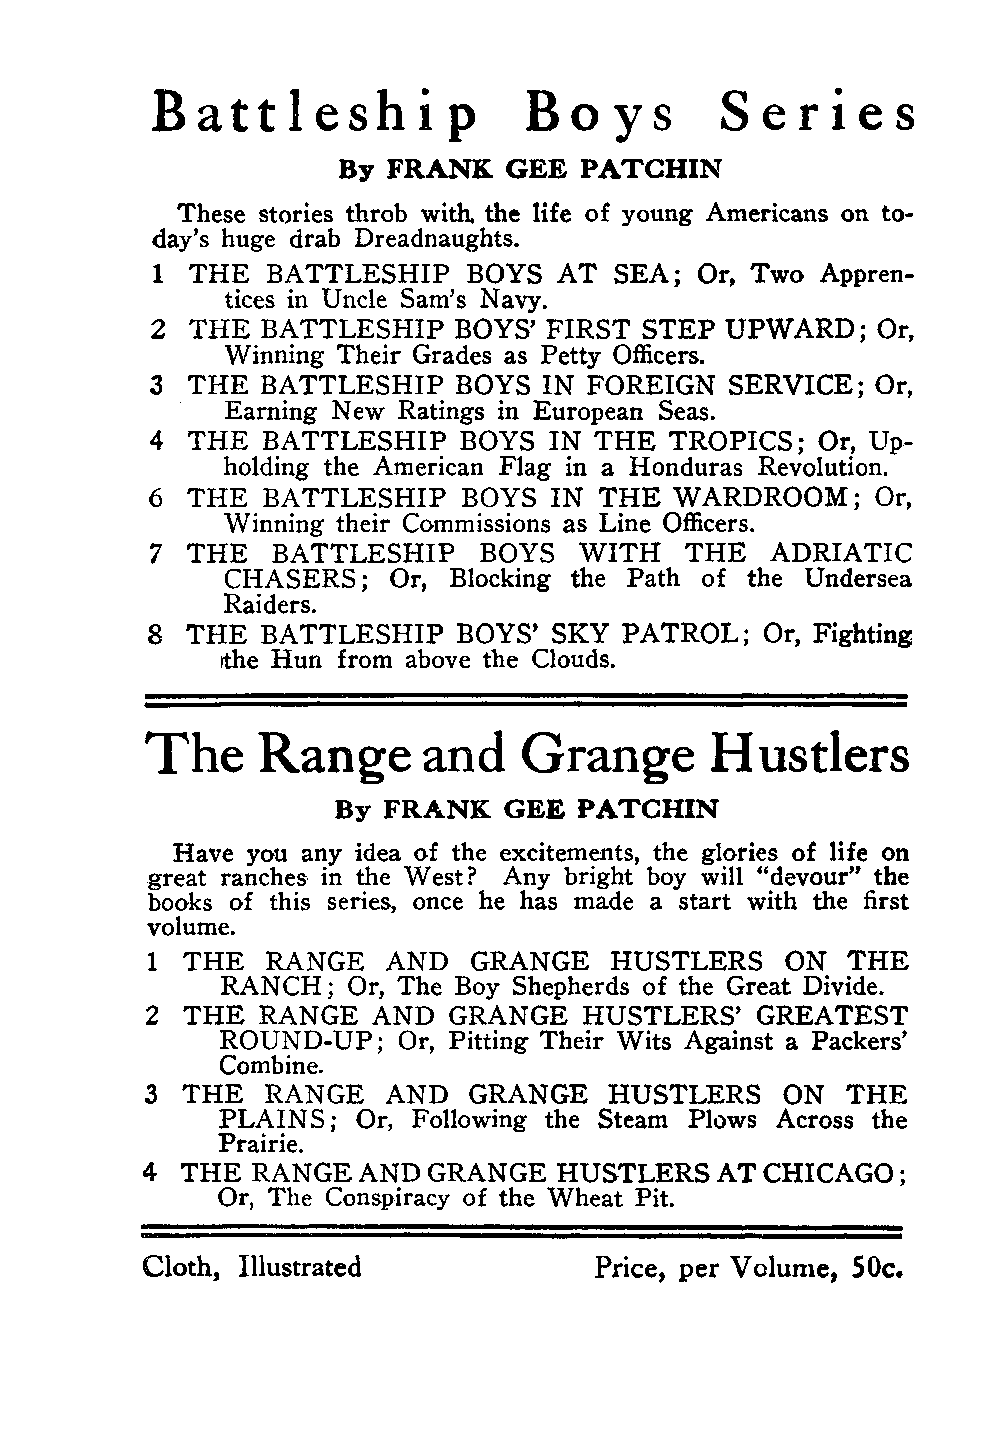 Battleship Boys Series
By FRANK GEE PATCHIN
These stories throb with the life of young Americans on to-
day's huge drab Dreadnaughts.
1 THE BATTLESHIP BOYS AT SEA; Or, Two Appren-
tices in Uncle Sam's Navy.
2 THE BATTLESHIP BOYS' FIRST STEP UPWARD; Or,
Winning Their Grades as Petty Officers.
3 THE BATTLESHIP BOYS IN FOREIGN SERVICE; Or,
Earning New Ratings in European Seas.
4 THE BATTLESHIP BOYS IN THE TROPICS; Or, Up-
holding the American Flag in a Honduras Revolution.
6 THE BATTLESHIP BOYS IN THE WARDROOM; Or,
Winning their Commissions as Line Officers.
7 THE BATTLESHIP BOYS WITH THE ADRIATIC
CHASERS; Or, Blocking the Path of the Undersea
Raiders.
8 THE BATTLESHIP BOYS' SKY PATROL; Or, Fighting
the Hun from above the Clouds.
The Range and Grange Hustlers
By FRANK GEE PATCHIN
Have you any idea of the excitements, the glories of life on
great ranches in the West? Any bright boy will "devour" the
books of this series, once he has made a start with the first
volume.
1 THE RANGE AND GRANGE HUSTLERS ON THE
RANCH; Or, The Boy Shepherds of the Great Divide.
2 THE RANGE AND GRANGE HUSTLERS' GREATEST
ROUND-UP; Or, Pitting Their Wits Against a Packers'
Combine.
3 THE RANGE AND GRANGE HUSTLERS ON THE
PLAINS; Or, Following the Steam Plows Across the
Prairie.
4 THE RANGE AND GRANGE HUSTLERS AT CHICAGO;
Or, The Conspiracy of the Wheat Pit.
Cloth, Illustrated Price, per Volume, 50c.